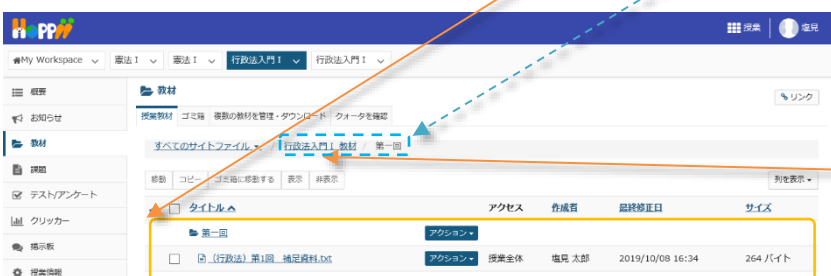 HoPPii 授業 塩見
My Workspace 憲法 I 憲法 I 行政法入門 I 行政法入門 I
概要
お知らせ
教材
課題
テスト/アンケート
クリッカー
掲示板
授業情報
教材
リンク
授業教材 ゴミ箱 複数の教材を管理・ダウンロード クォータを確認
すべてのサイトファイル / 行政法入門 I 教材 / 第一回
移動 コピー ゴミ箱に移動する 表示 非表示 列を表示
タイトル アクセス 作成者 最終修正日 サイズ
第一回 アクション
(行政法) 第1回 補足資料.txt アクション 授業全体 塩見 太郎 2019/10/08 16:34 264 バイト